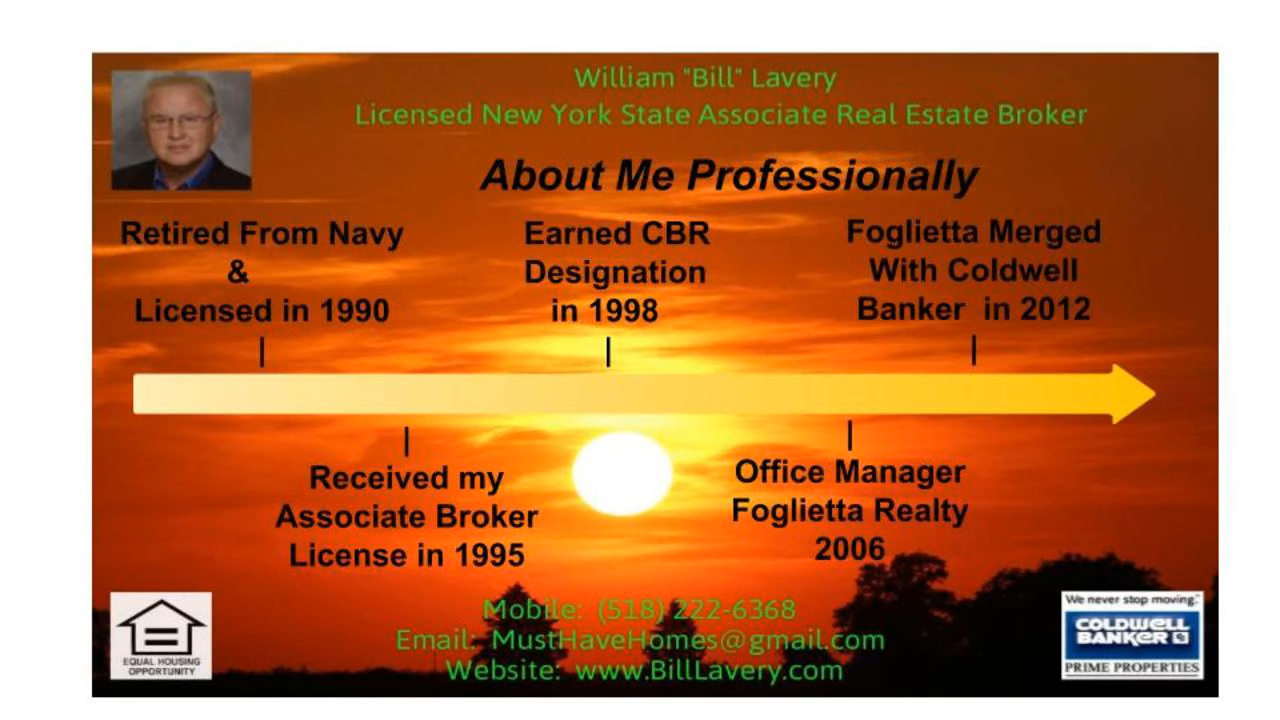 William "Bill" Lavery
Licensed New York State Associate Real Estate Broker
About Me Professionally
Retired From Navy
&
Licensed in 1990
Earned CBR
Designation
in 1998
Foglietta Merged
With Coldwell
Banker in 2012
Received my
Associate Broker
License in 1995
Office Manager
Foglietta Realty
2006
Mobile: (518) 222-6368
Email: MustHaveHomes@gmail.com
Website: www.BillLavery.com
EQUAL HOUSING
OPPORTUNITY
We never stop moving.™
COLDWELL
BANKER
PRIME PROPERTIES